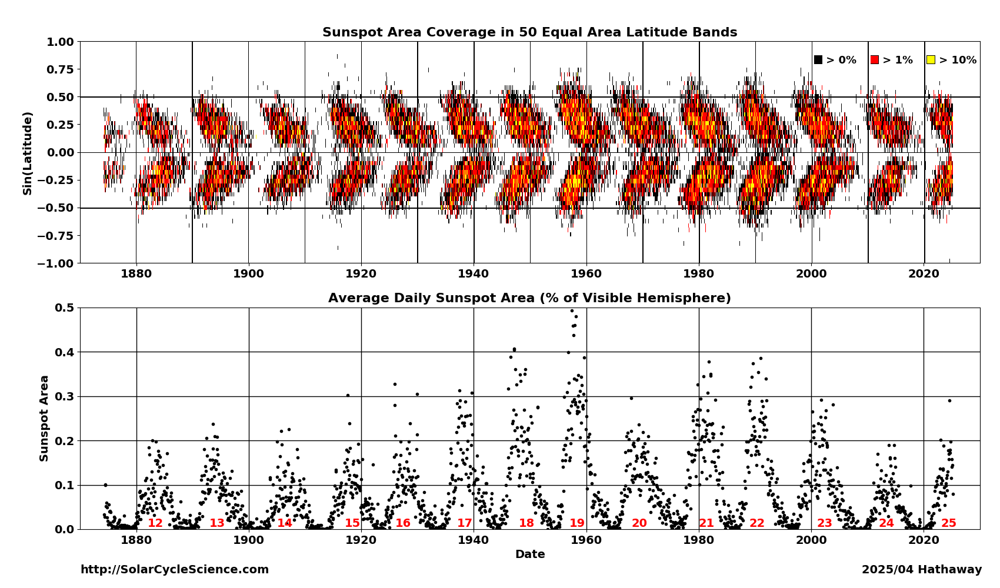 Sunspot Area Coverage in 50 Equal Area Latitude Bands
Sin(Latitude)
1.00
0.75
0.50
0.25
0.00
−0.25
−0.50
−0.75
−1.00
> 0% > 1% > 10%
1880 1900 1920 1940 1960 1980 2000 2020
Average Daily Sunspot Area (% of Visible Hemisphere)
Sunspot Area
0.5
0.4
0.3
0.2
0.1
0.0
12 13 14 15 16 17 18 19 20 21 22 23 24 25
1880 1900 1920 1940 1960 1980 2000 2020
Date
http://SolarCycleScience.com
2025/04 Hathaway